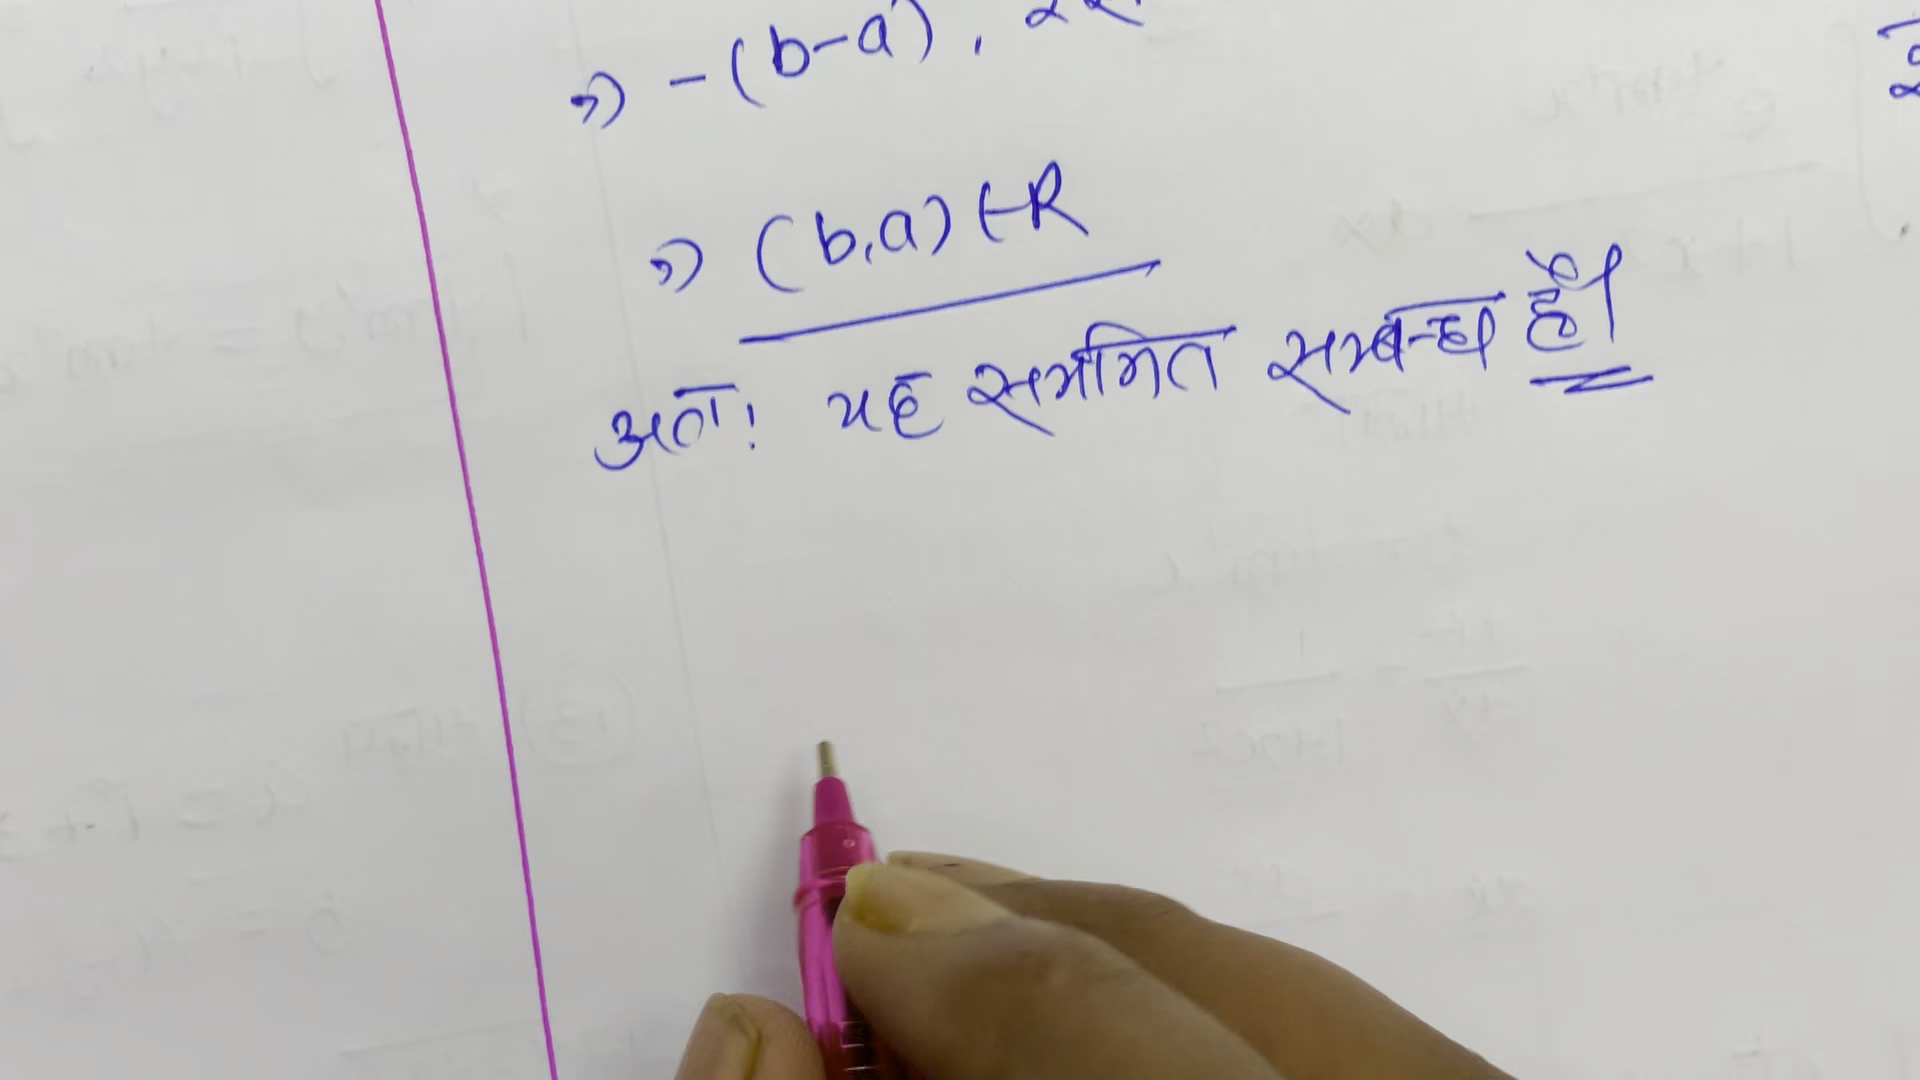 ⇒ -(b-a),
⇒ (b,a) ∈ R
अतः यह सममित सम्बन्ध है।